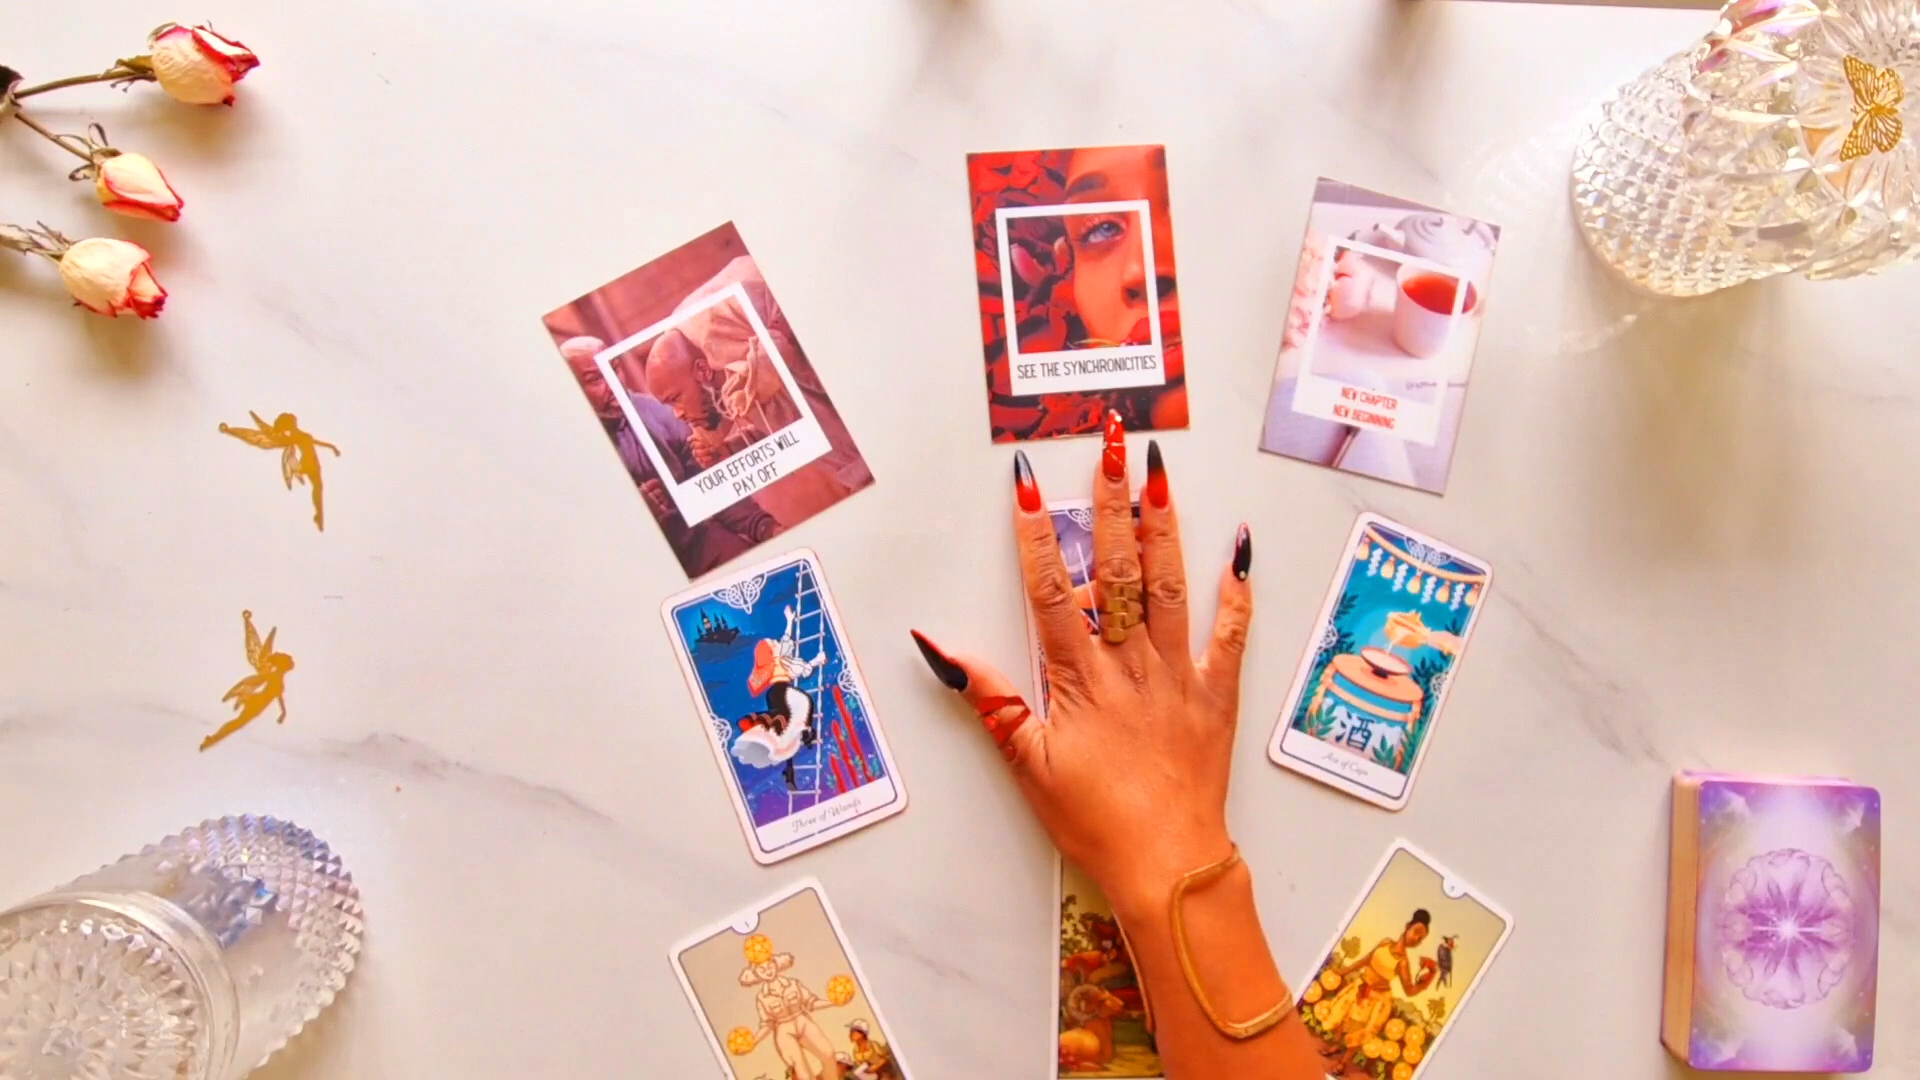 YOUR EFFORTS WILL
PAY OFF
SEE THE SYNCHRONICITIES
NEW CHAPTER
NEW BEGINNING
Three of Wands
Ace of Cups
酒